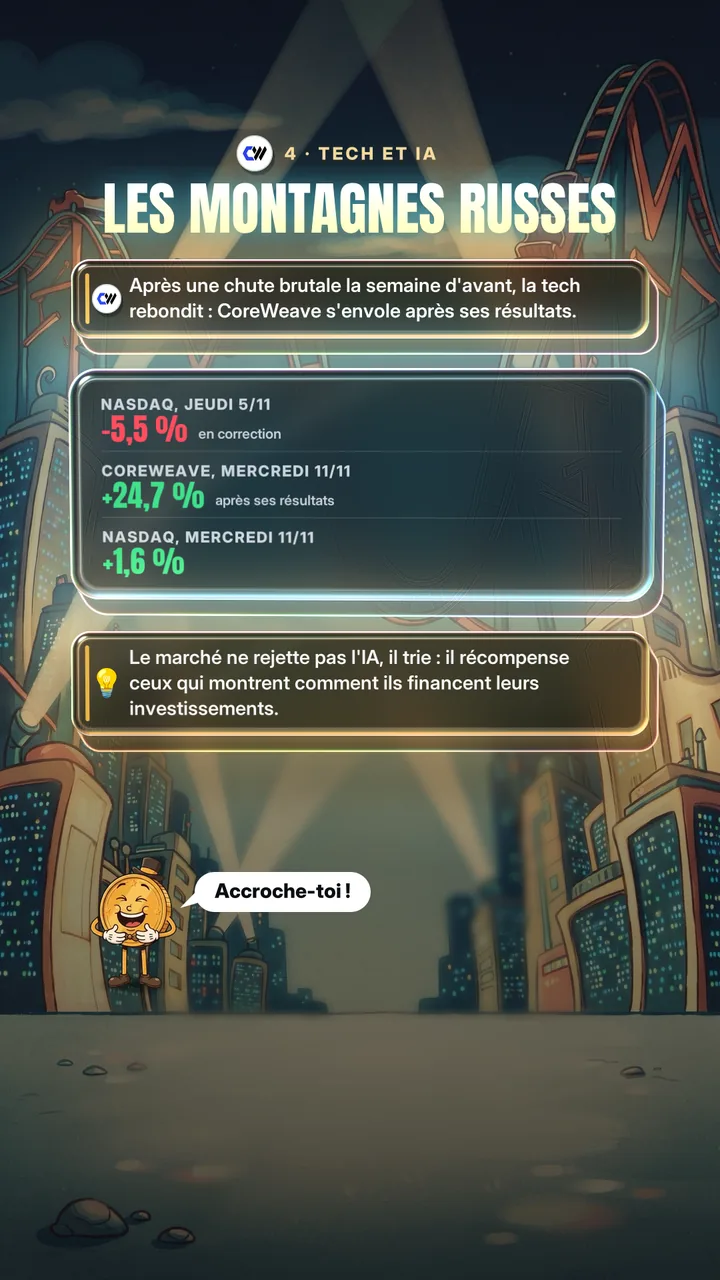 CW 4 · TECH ET IA
LES MONTAGNES RUSSES
CW Après une chute brutale la semaine d'avant, la tech
rebondit : CoreWeave s'envole après ses résultats.
NASDAQ, JEUDI 5/11
-5,5 % en correction
COREWEAVE, MERCREDI 11/11
+24,7 % après ses résultats
NASDAQ, MERCREDI 11/11
+1,6 %
Le marché ne rejette pas l'IA, il trie : il récompense
ceux qui montrent comment ils financent leurs
investissements.
Accroche-toi !